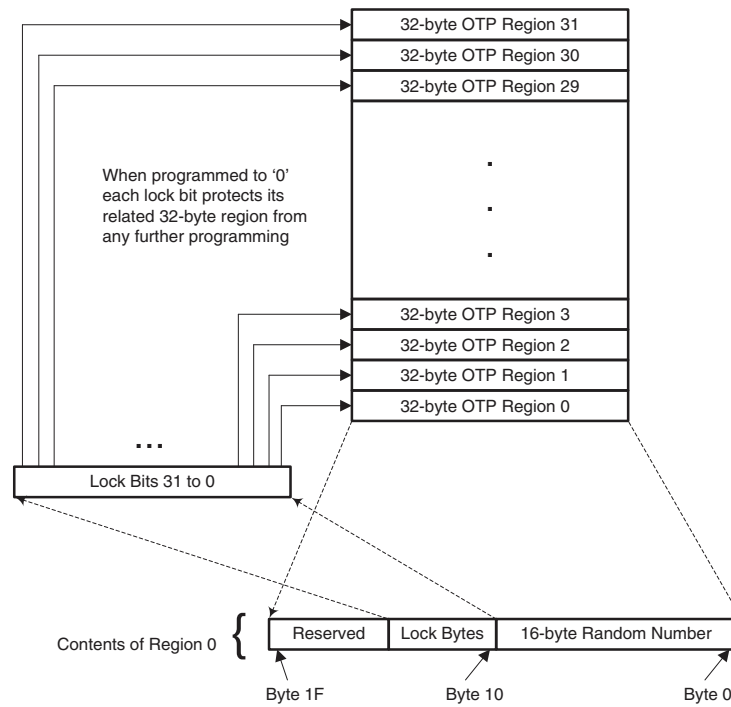 32-byte OTP Region 31
32-byte OTP Region 30
32-byte OTP Region 29
When programmed to ‘0’
each lock bit protects its
related 32-byte region from
any further programming
.
.
.
32-byte OTP Region 3
32-byte OTP Region 2
32-byte OTP Region 1
32-byte OTP Region 0
...
Lock Bits 31 to 0
Contents of Region 0 {
Reserved
Lock Bytes
16-byte Random Number
Byte 1F
Byte 10
Byte 0